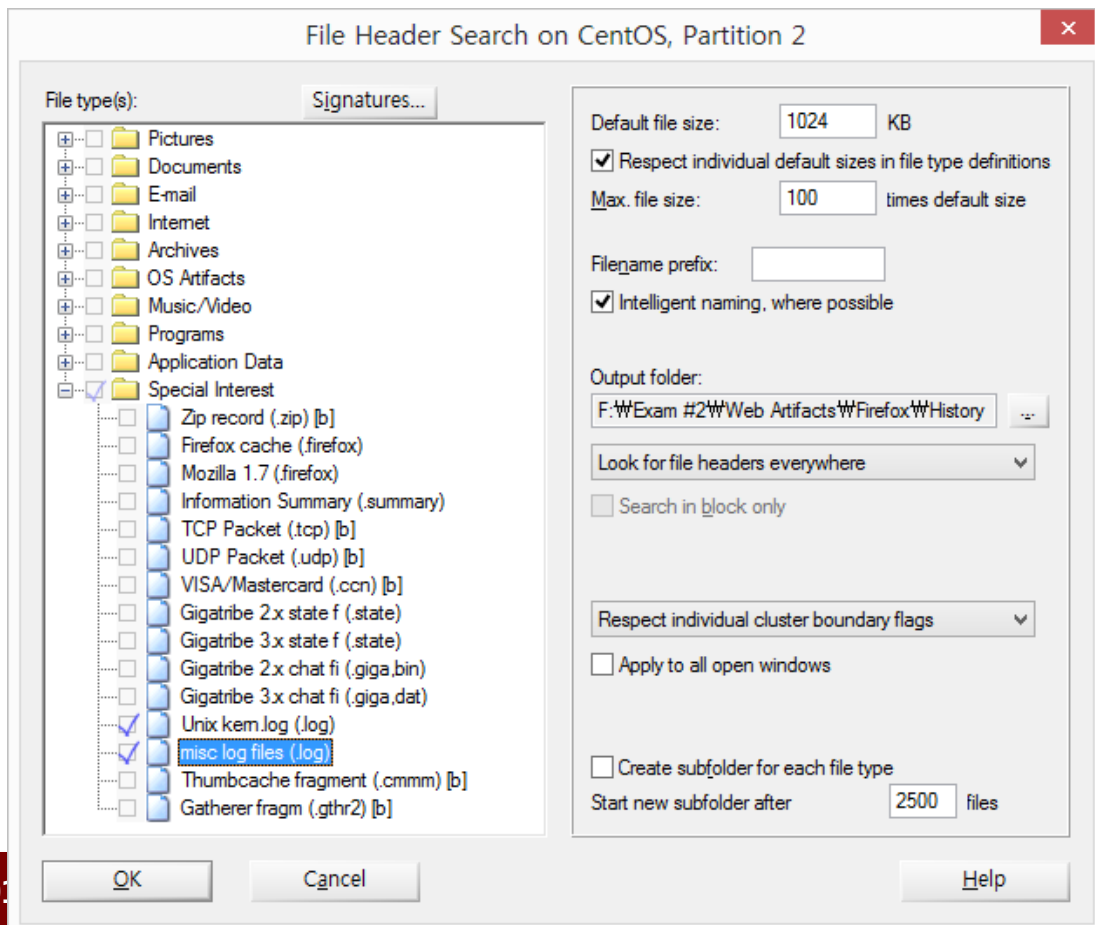 File Header Search on CentOS, Partition 2
×
File type(s):
Signatures...
Pictures
Documents
E-mail
Internet
Archives
OS Artifacts
Music/Video
Programs
Application Data
Special Interest
Zip record (.zip) [b]
Firefox cache (.firefox)
Mozilla 1.7 (.firefox)
Information Summary (.summary)
TCP Packet (.tcp) [b]
UDP Packet (.udp) [b]
VISA/Mastercard (.ccn) [b]
Gigatribe 2.x state f (.state)
Gigatribe 3.x state f (.state)
Gigatribe 2.x chat fi (.giga,bin)
Gigatribe 3.x chat fi (.giga,dat)
Unix kern.log (.log)
misc log files (.log)
Thumbcache fragment (.cmmm) [b]
Gatherer fragm (.gthr2) [b]
Default file size: 1024 KB
Respect individual default sizes in file type definitions
Max. file size: 100 times default size
Filename prefix:
Intelligent naming, where possible
Output folder:
F:₩Exam #2₩Web Artifacts₩Firefox₩History ...
Look for file headers everywhere
Search in block only
Respect individual cluster boundary flags
Apply to all open windows
Create subfolder for each file type
Start new subfolder after 2500 files
OK
Cancel
Help